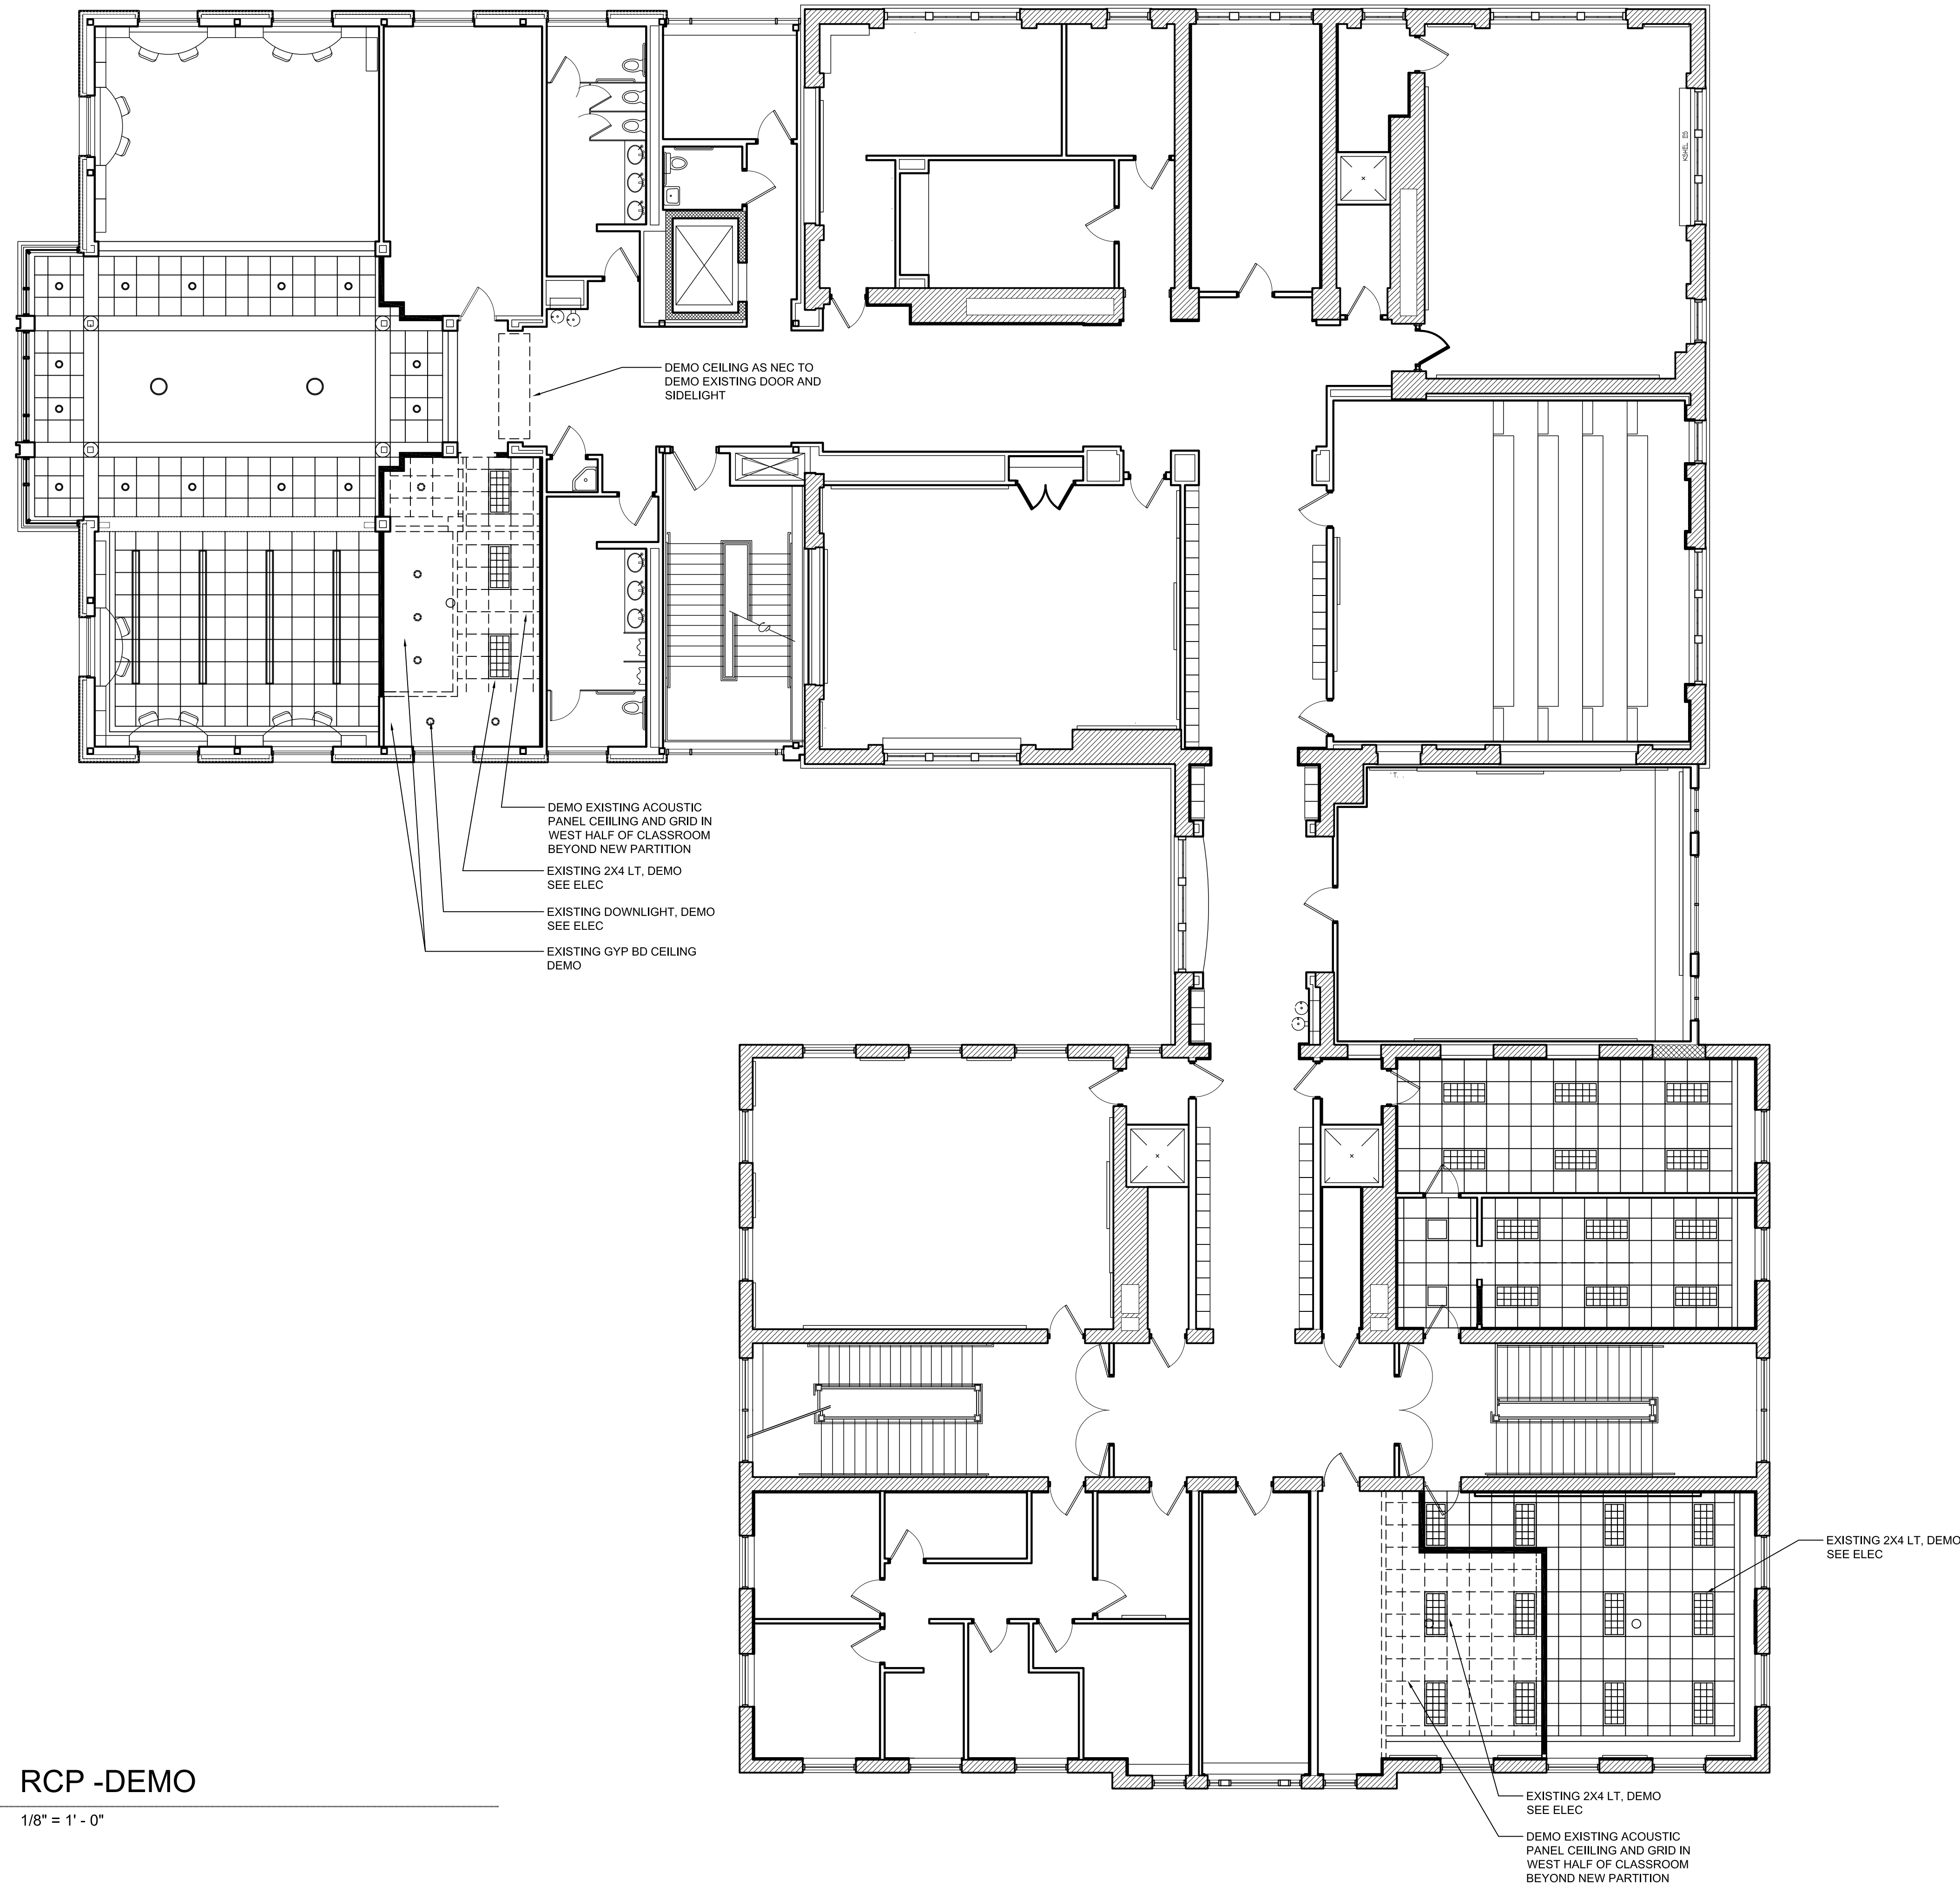 KSHEL ES
DEMO CEILING AS NEC TO
DEMO EXISTING DOOR AND
SIDELIGHT
DEMO EXISTING ACOUSTIC
PANEL CEIILING AND GRID IN
WEST HALF OF CLASSROOM
BEYOND NEW PARTITION
EXISTING 2X4 LT, DEMO
SEE ELEC
EXISTING DOWNLIGHT, DEMO
SEE ELEC
EXISTING GYP BD CEILING
DEMO
EXISTING 2X4 LT, DEMO
SEE ELEC
EXISTING 2X4 LT, DEMO
SEE ELEC
DEMO EXISTING ACOUSTIC
PANEL CEIILING AND GRID IN
WEST HALF OF CLASSROOM
BEYOND NEW PARTITION
RCP -DEMO
1/8" = 1' - 0"